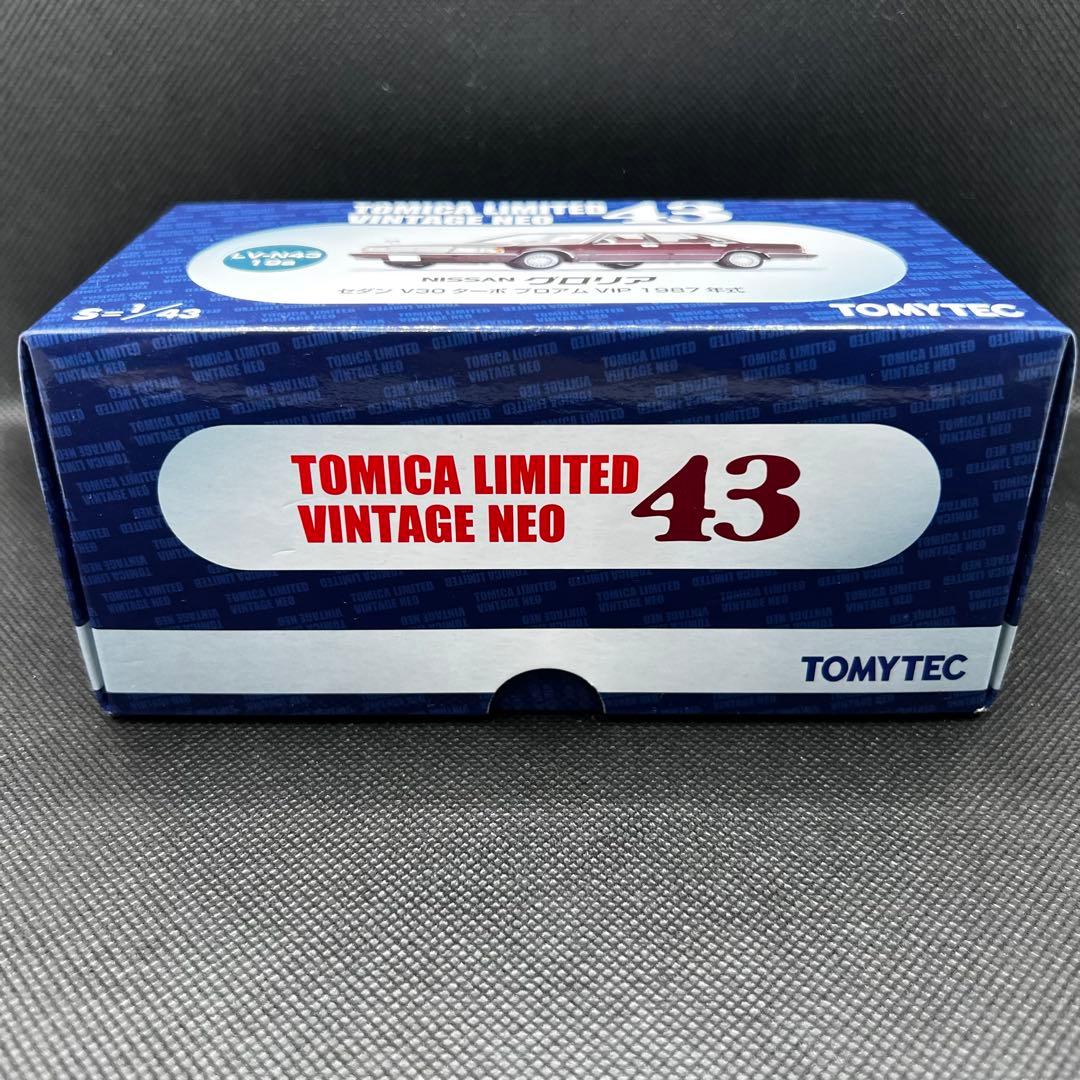 TOMICA LIMITED
VINTAGE NEO 43
LV-N43
19a
NISSAN グロリア
セダン V30 ターボ ブロアム VIP 1987 年式
S=1/43
TOMYTEC
TOMICA LIMITED
VINTAGE NEO 43
TOMYTEC